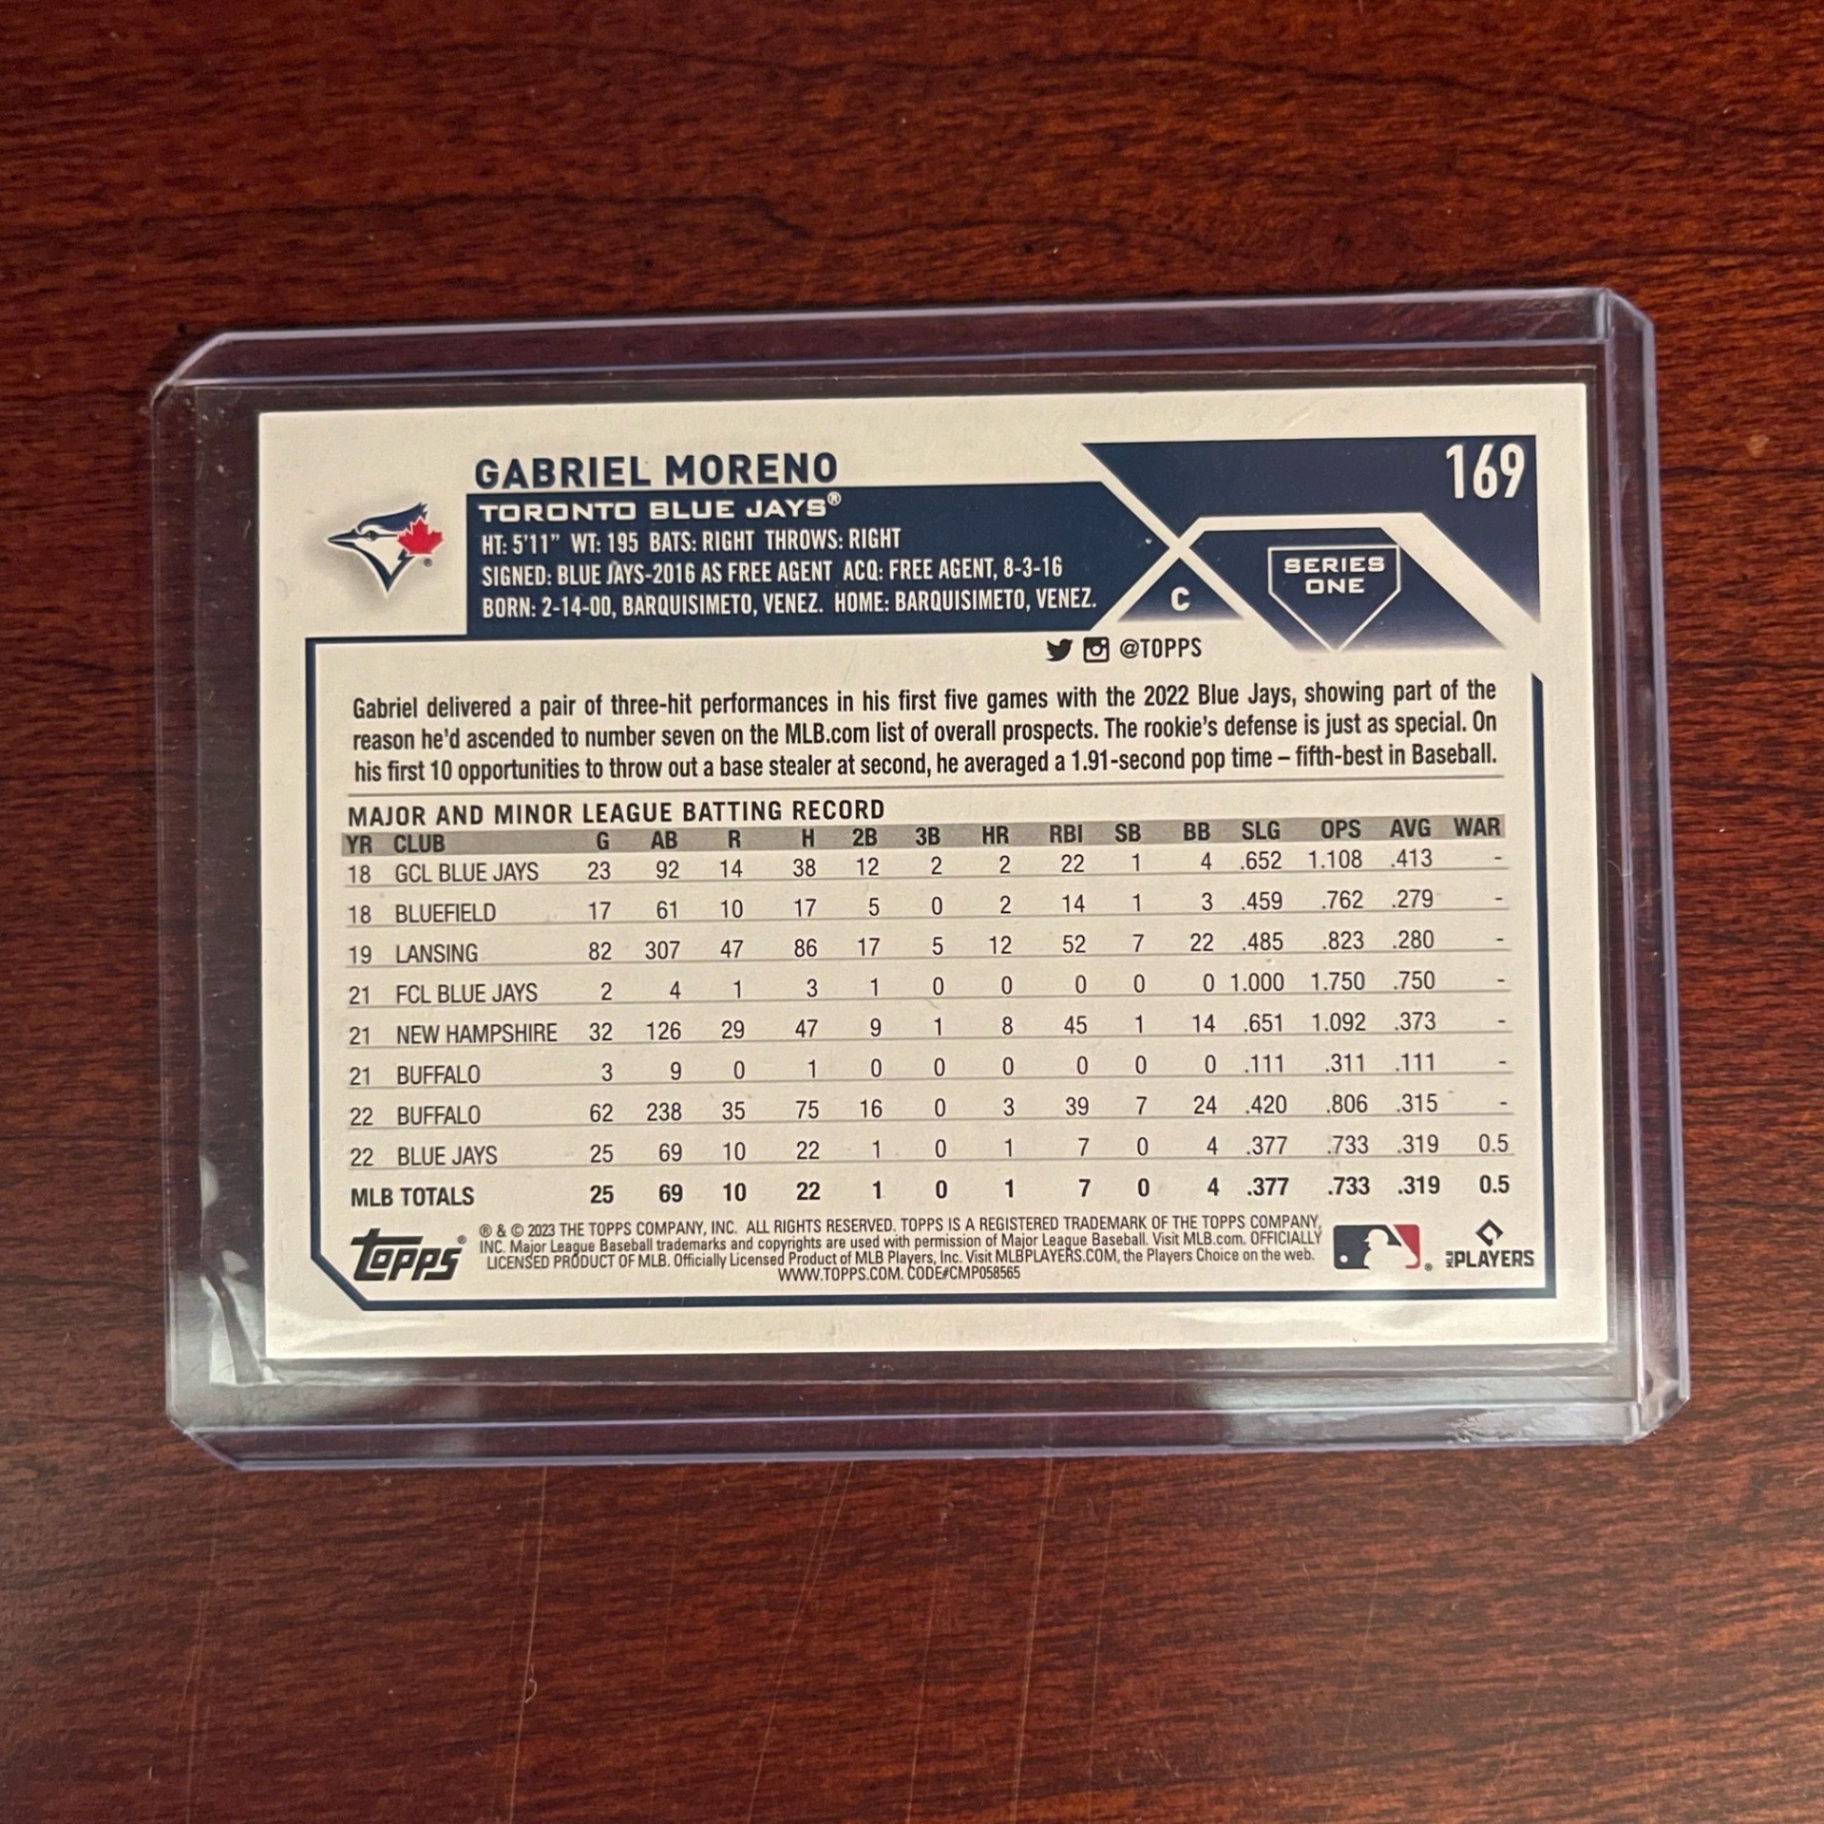 GABRIEL MORENO
169
TORONTO BLUE JAYS®
HT: 5'11" WT: 195 BATS: RIGHT THROWS: RIGHT
SIGNED: BLUE JAYS-2016 AS FREE AGENT ACQ: FREE AGENT, 8-3-16
BORN: 2-14-00, BARQUISIMETO, VENEZ. HOME: BARQUISIMETO, VENEZ.
C
SERIES
ONE
@TOPPS
Gabriel delivered a pair of three-hit performances in his first five games with the 2022 Blue Jays, showing part of the
reason he'd ascended to number seven on the MLB.com list of overall prospects. The rookie's defense is just as special. On
his first 10 opportunities to throw out a base stealer at second, he averaged a 1.91-second pop time – fifth-best in Baseball.
MAJOR AND MINOR LEAGUE BATTING RECORD
YR CLUB G AB R H 2B 3B HR RBI SB BB SLG OPS AVG WAR
18 GCL BLUE JAYS 23 92 14 38 12 2 2 22 1 4 .652 1.108 .413 -
18 BLUEFIELD 17 61 10 17 5 0 2 14 1 3 .459 .762 .279 -
19 LANSING 82 307 47 86 17 5 12 52 7 22 .485 .823 .280 -
21 FCL BLUE JAYS 2 4 1 3 1 0 0 0 0 0 1.000 1.750 .750 -
21 NEW HAMPSHIRE 32 126 29 47 9 1 8 45 1 14 .651 1.092 .373 -
21 BUFFALO 3 9 0 1 0 0 0 0 0 0 .111 .311 .111 -
22 BUFFALO 62 238 35 75 16 0 3 39 7 24 .420 .806 .315 -
22 BLUE JAYS 25 69 10 22 1 0 1 7 0 4 .377 .733 .319 0.5
MLB TOTALS 25 69 10 22 1 0 1 7 0 4 .377 .733 .319 0.5
Topps®
® & © 2023 THE TOPPS COMPANY, INC. ALL RIGHTS RESERVED. TOPPS IS A REGISTERED TRADEMARK OF THE TOPPS COMPANY,
INC. Major League Baseball trademarks and copyrights are used with permission of Major League Baseball. Visit MLB.com. OFFICIALLY
LICENSED PRODUCT OF MLB. Officially Licensed Product of MLB Players, Inc. Visit MLBPLAYERS.COM, the Players Choice on the web.
WWW.TOPPS.COM. CODE#CMP058565
MLB PLAYERS